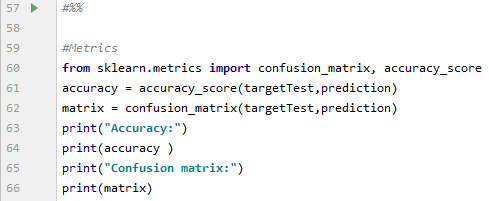 57 #%%
58
59 #Metrics
60 from sklearn.metrics import confusion_matrix, accuracy_score
61 accuracy = accuracy_score(targetTest,prediction)
62 matrix = confusion_matrix(targetTest,prediction)
63 print("Accuracy:")
64 print(accuracy )
65 print("Confusion matrix:")
66 print(matrix)